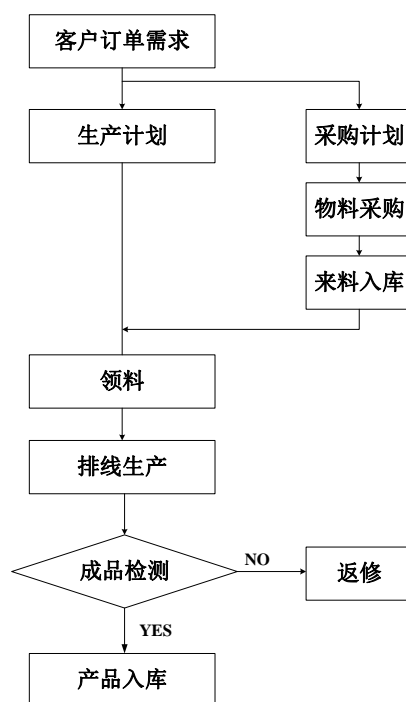 客户订单需求
生产计划
采购计划
物料采购
来料入库
领料
排线生产
成品检测
NO
返修
YES
产品入库